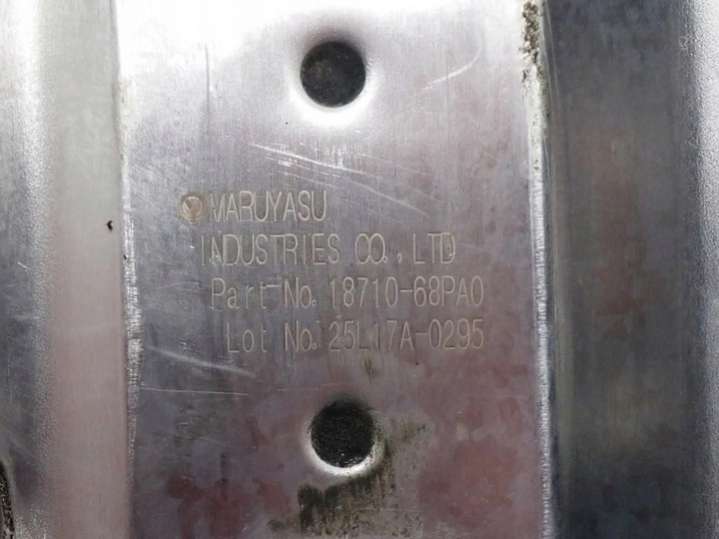 MARUYASU
INDUSTRIES CO.,LTD
Part No. 18710-68PA0
Lot No. 25L17A-0295